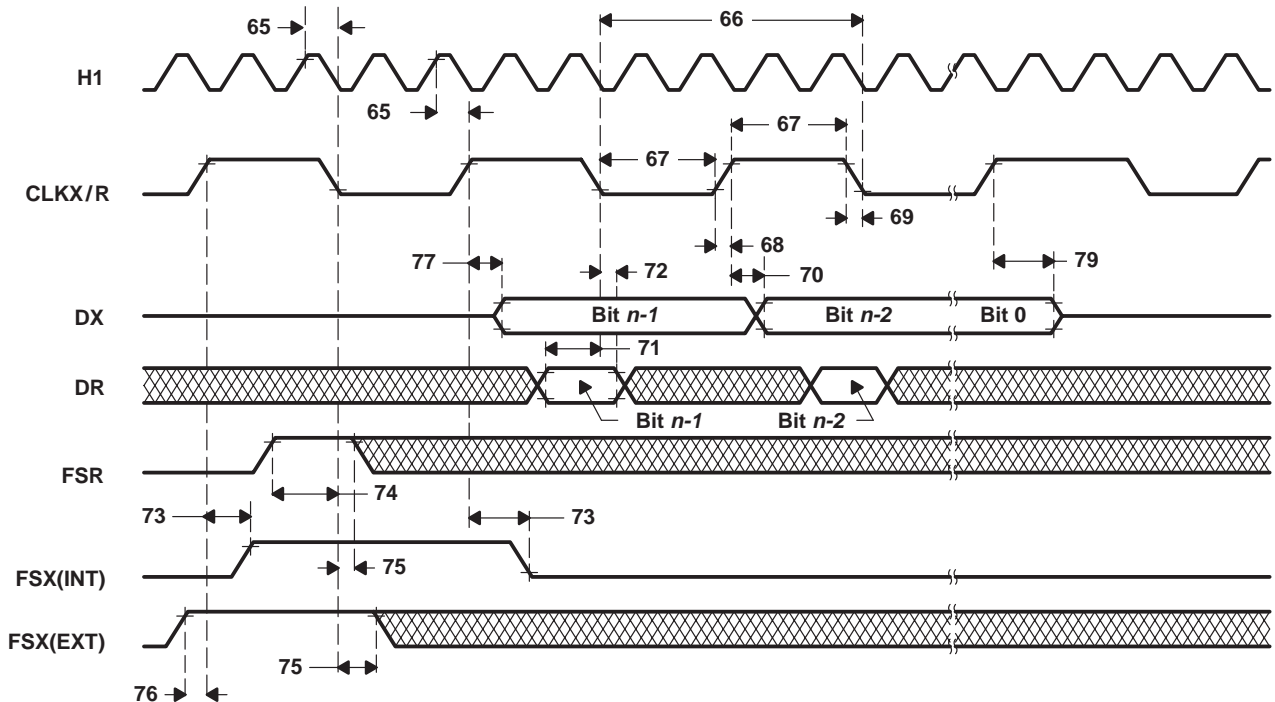 65
66
H1
65
67
67
CLKX/R
69
68
77
72
70
79
DX
Bit n-1
Bit n-2
Bit 0
71
DR
Bit n-1
Bit n-2
FSR
74
73
73
75
FSX(INT)
FSX(EXT)
75
76